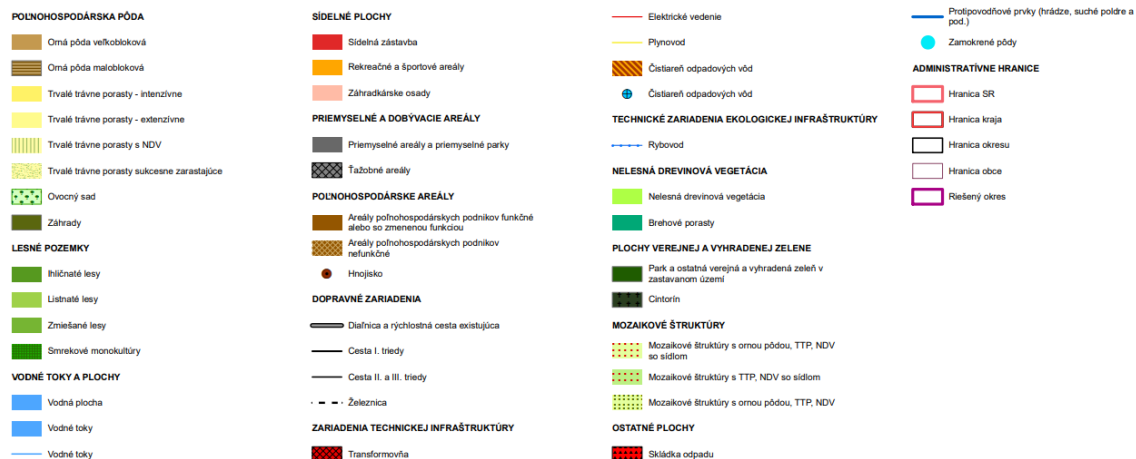 POĽNOHOSPODÁRSKA PÔDA
Orná pôda veľkobloková
Orná pôda malobloková
Trvalé trávne porasty - intenzívne
Trvalé trávne porasty - extenzívne
Trvalé trávne porasty s NDV
Trvalé trávne porasty sukcesne zarastajúce
Ovocný sad
Záhrady
LESNÉ POZEMKY
Ihličnaté lesy
Listnaté lesy
Zmiešané lesy
Smrekové monokultúry
VODNÉ TOKY A PLOCHY
Vodná plocha
Vodné toky
Vodné toky
SÍDELNÉ PLOCHY
Sídelná zástavba
Rekreačné a športové areály
Záhradkárske osady
PRIEMYSELNÉ A DOBÝVACIE AREÁLY
Priemyselné areály a priemyselné parky
Ťažobné areály
POĽNOHOSPODÁRSKE AREÁLY
Areály poľnohospodárskych podnikov funkčné
alebo so zmenenou funkciou
Areály poľnohospodárskych podnikov
nefunkčné
Hnojisko
DOPRAVNÉ ZARIADENIA
Diaľnica a rýchlostná cesta existujúca
Cesta I. triedy
Cesta II. a III. triedy
Železnica
ZARIADENIA TECHNICKEJ INFRAŠTRUKTÚRY
Transformovňa
Elektrické vedenie
Plynovod
Čistiareň odpadových vôd
Čistiareň odpadových vôd
TECHNICKÉ ZARIADENIA EKOLOGICKEJ INFRAŠTRUKTÚRY
Rybovod
NELESNÁ DREVINOVÁ VEGETÁCIA
Nelesná drevinová vegetácia
Brehové porasty
PLOCHY VEREJNEJ A VYHRADENEJ ZELENE
Park a ostatná verejná a vyhradená zeleň v
zastavanom území
Cintorín
MOZAIKOVÉ ŠTRUKTÚRY
Mozaikové štruktúry s ornou pôdou, TTP, NDV
so sídlom
Mozaikové štruktúry s TTP, NDV so sídlom
Mozaikové štruktúry s ornou pôdou, TTP, NDV
OSTATNÉ PLOCHY
Skládka odpadu
Protipovodňové prvky (hrádze, suché poldre a
pod.)
Zamokrené pôdy
ADMINISTRATÍVNE HRANICE
Hranica SR
Hranica kraja
Hranica okresu
Hranica obce
Riešený okres